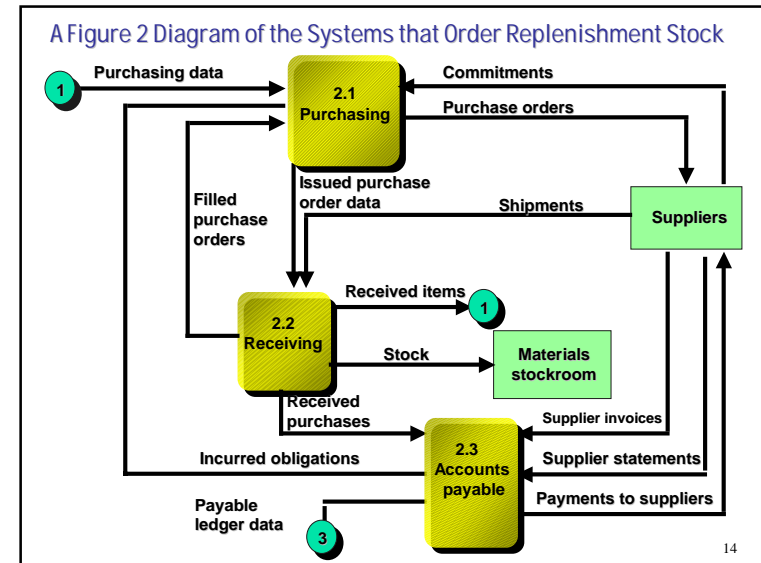 A Figure 2 Diagram of the Systems that Order Replenishment Stock
1
Purchasing data
2.1
Purchasing
Commitments
Purchase orders
Filled
purchase
orders
Issued purchase
order data
Shipments
Suppliers
2.2
Receiving
Received items
1
Stock
Materials
stockroom
Received
purchases
Supplier invoices
2.3
Accounts
payable
Incurred obligations
Supplier statements
Payable
ledger data
Payments to suppliers
3
14